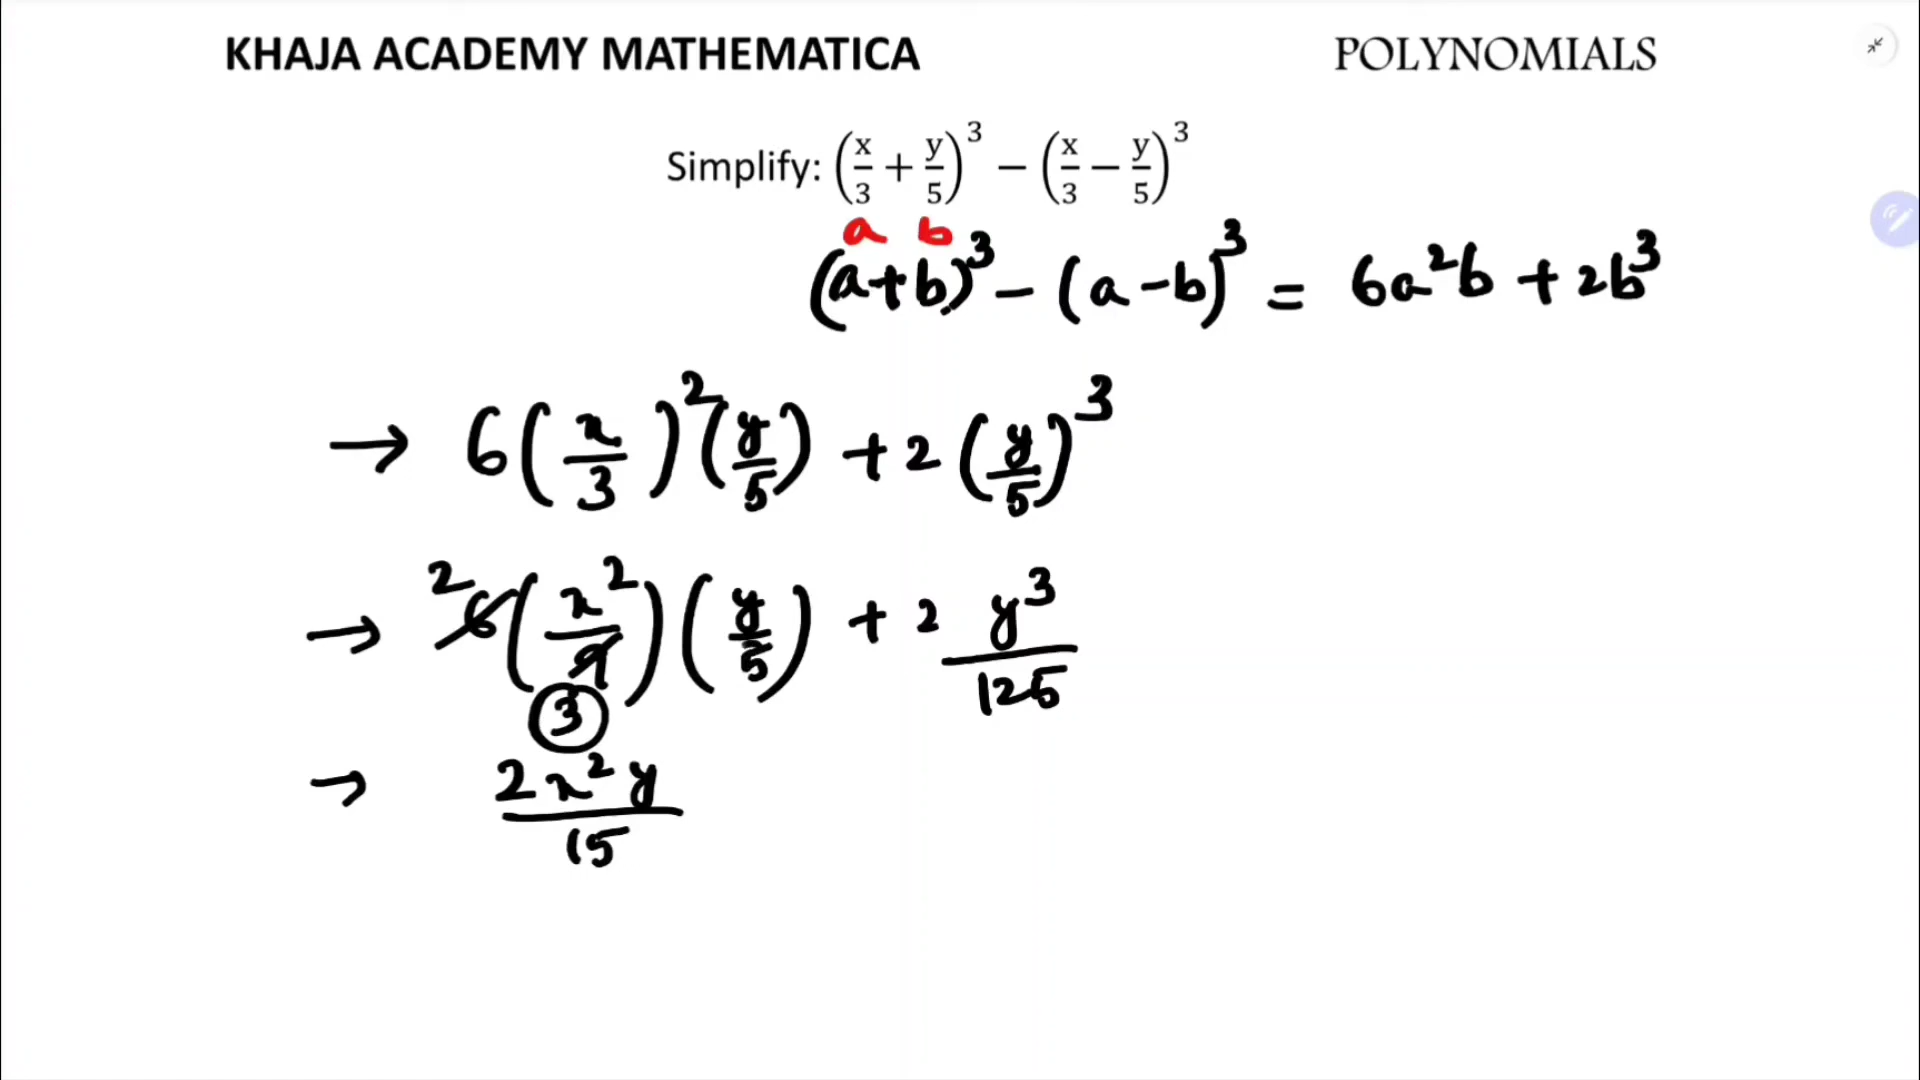 KHAJA ACADEMY MATHEMATICA POLYNOMIALS
Simplify: (x/3 + y/5)³ − (x/3 − y/5)³
a b
(a+b)³ − (a−b)³ = 6a²b + 2b³
→ 6(x/3)²(y/5) + 2(y/5)³
→ 2 6(x²/9)(y/5) + 2 y³/125
3
→ 2x²y/15